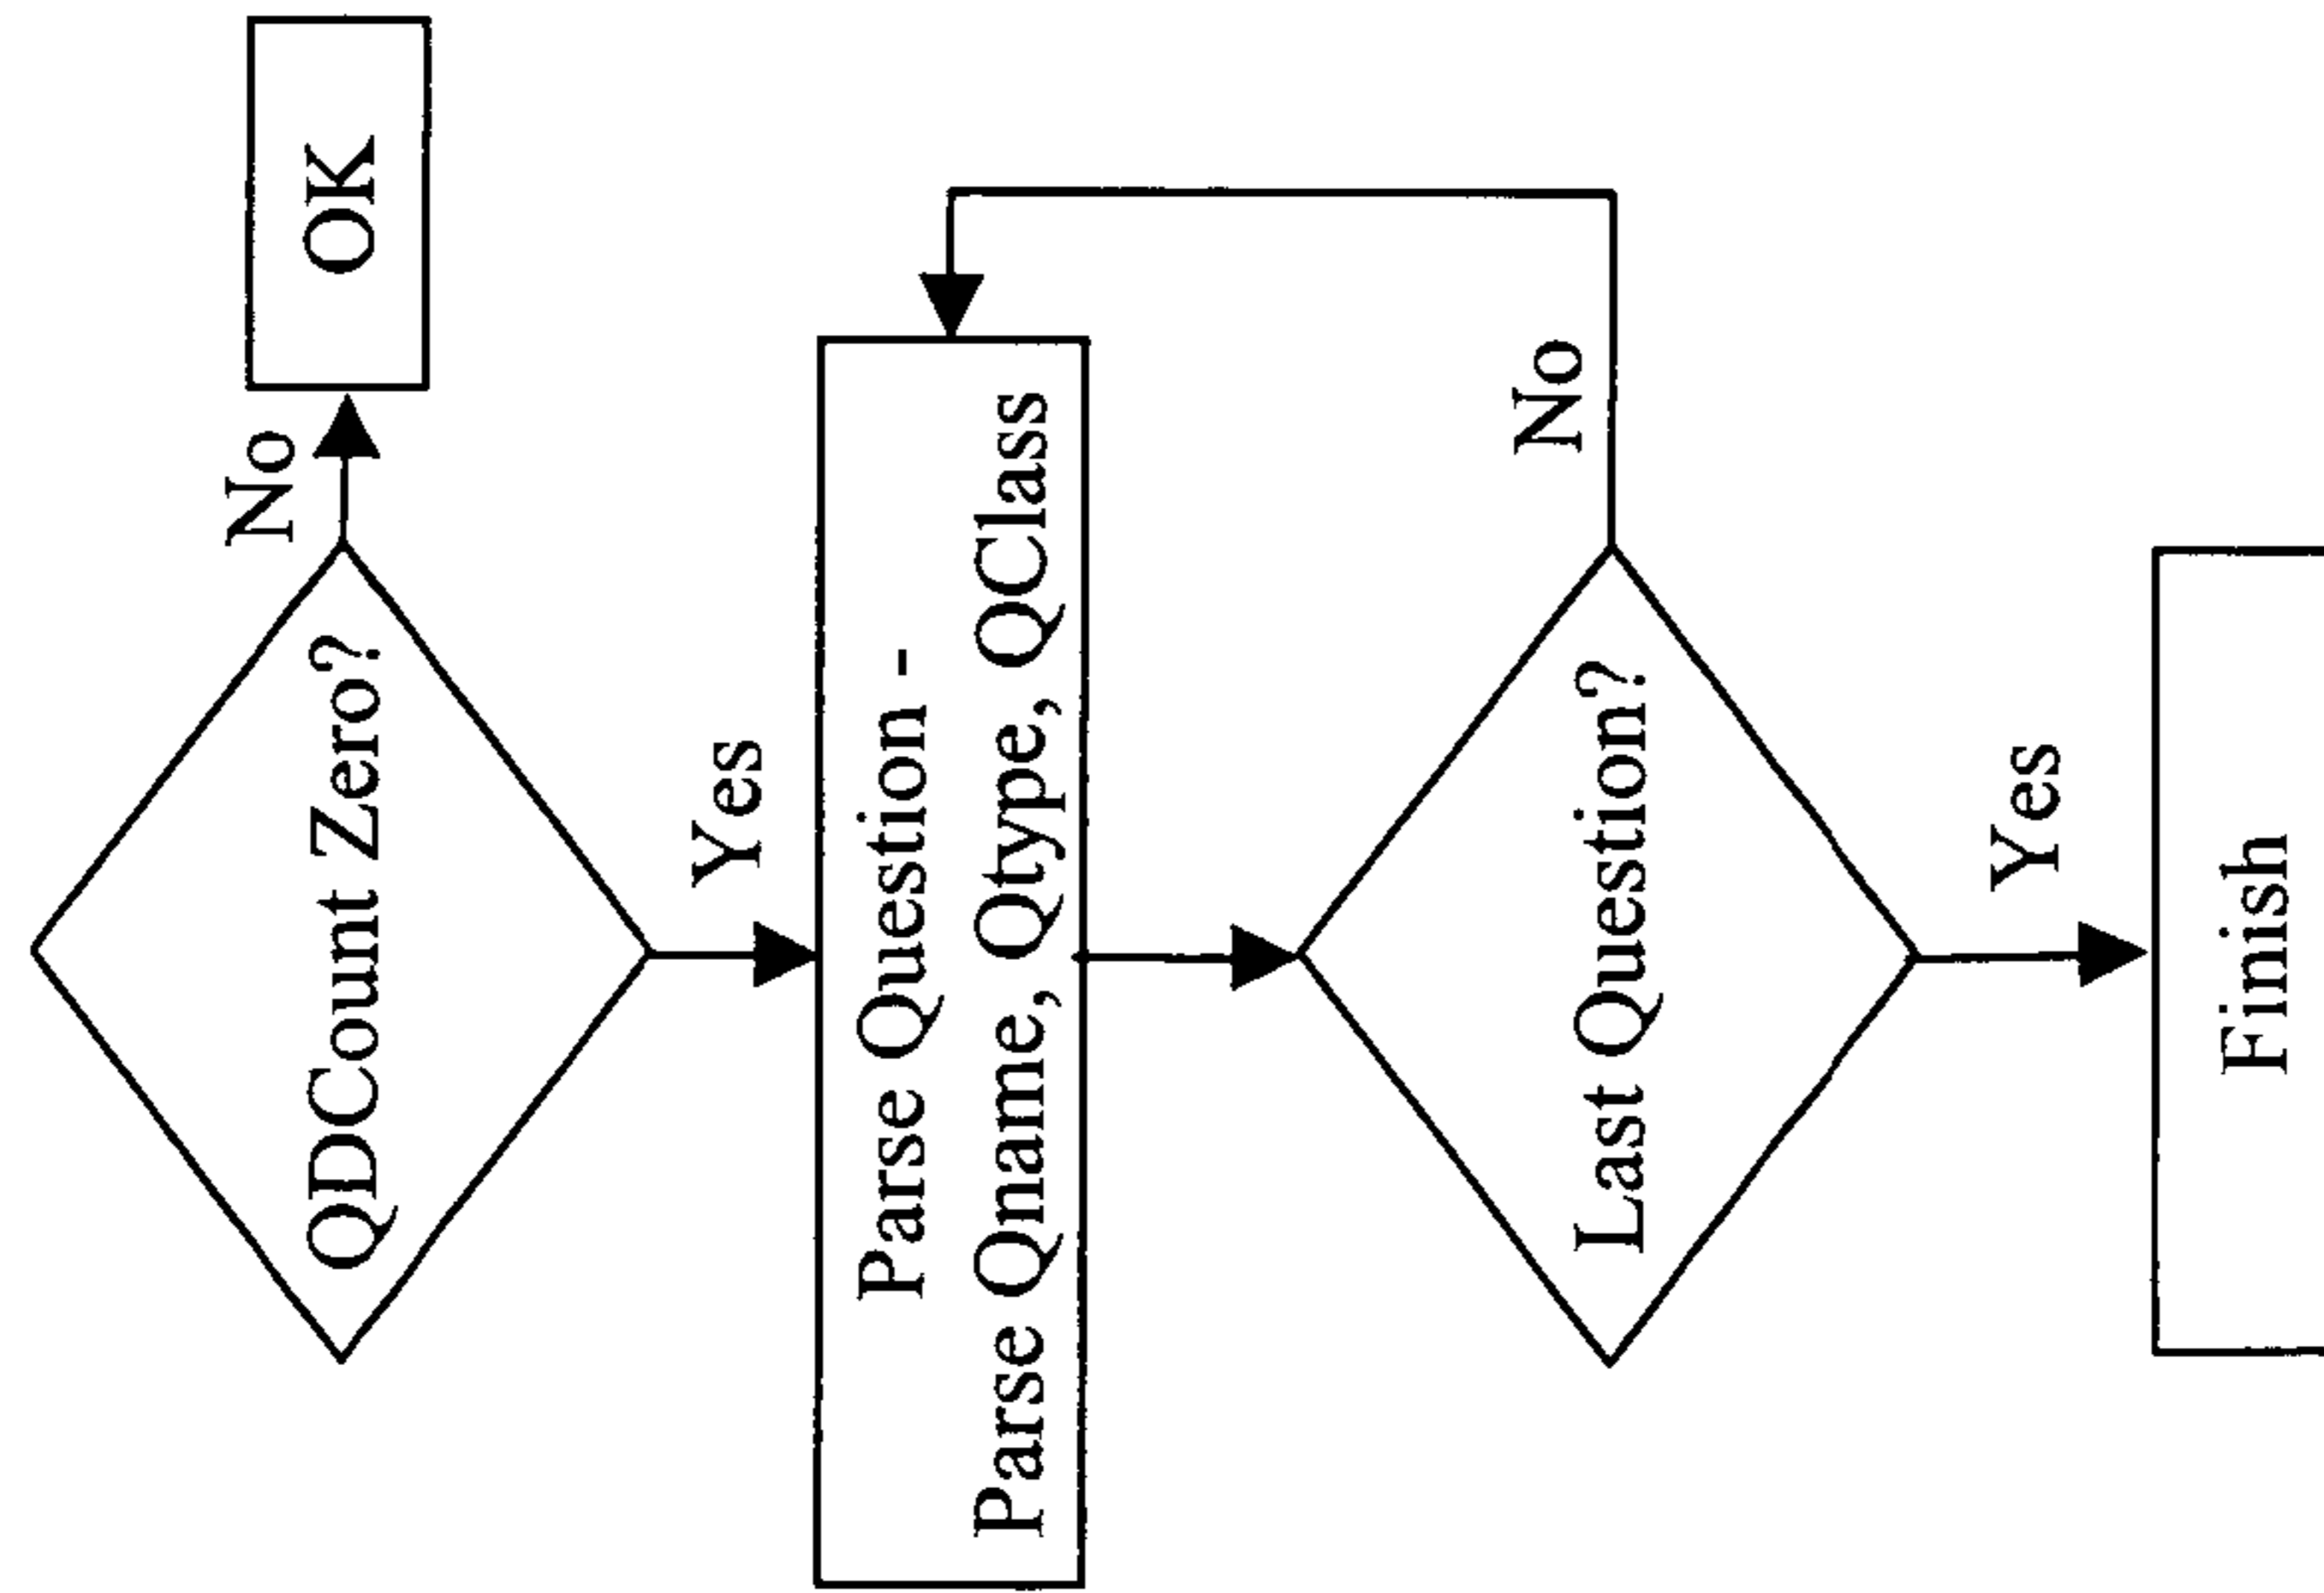 QDCount Zero?
No
OK
Yes
Parse Question -
Parse Qname, Qtype, QClass
Last Question?
No
Yes
Finish